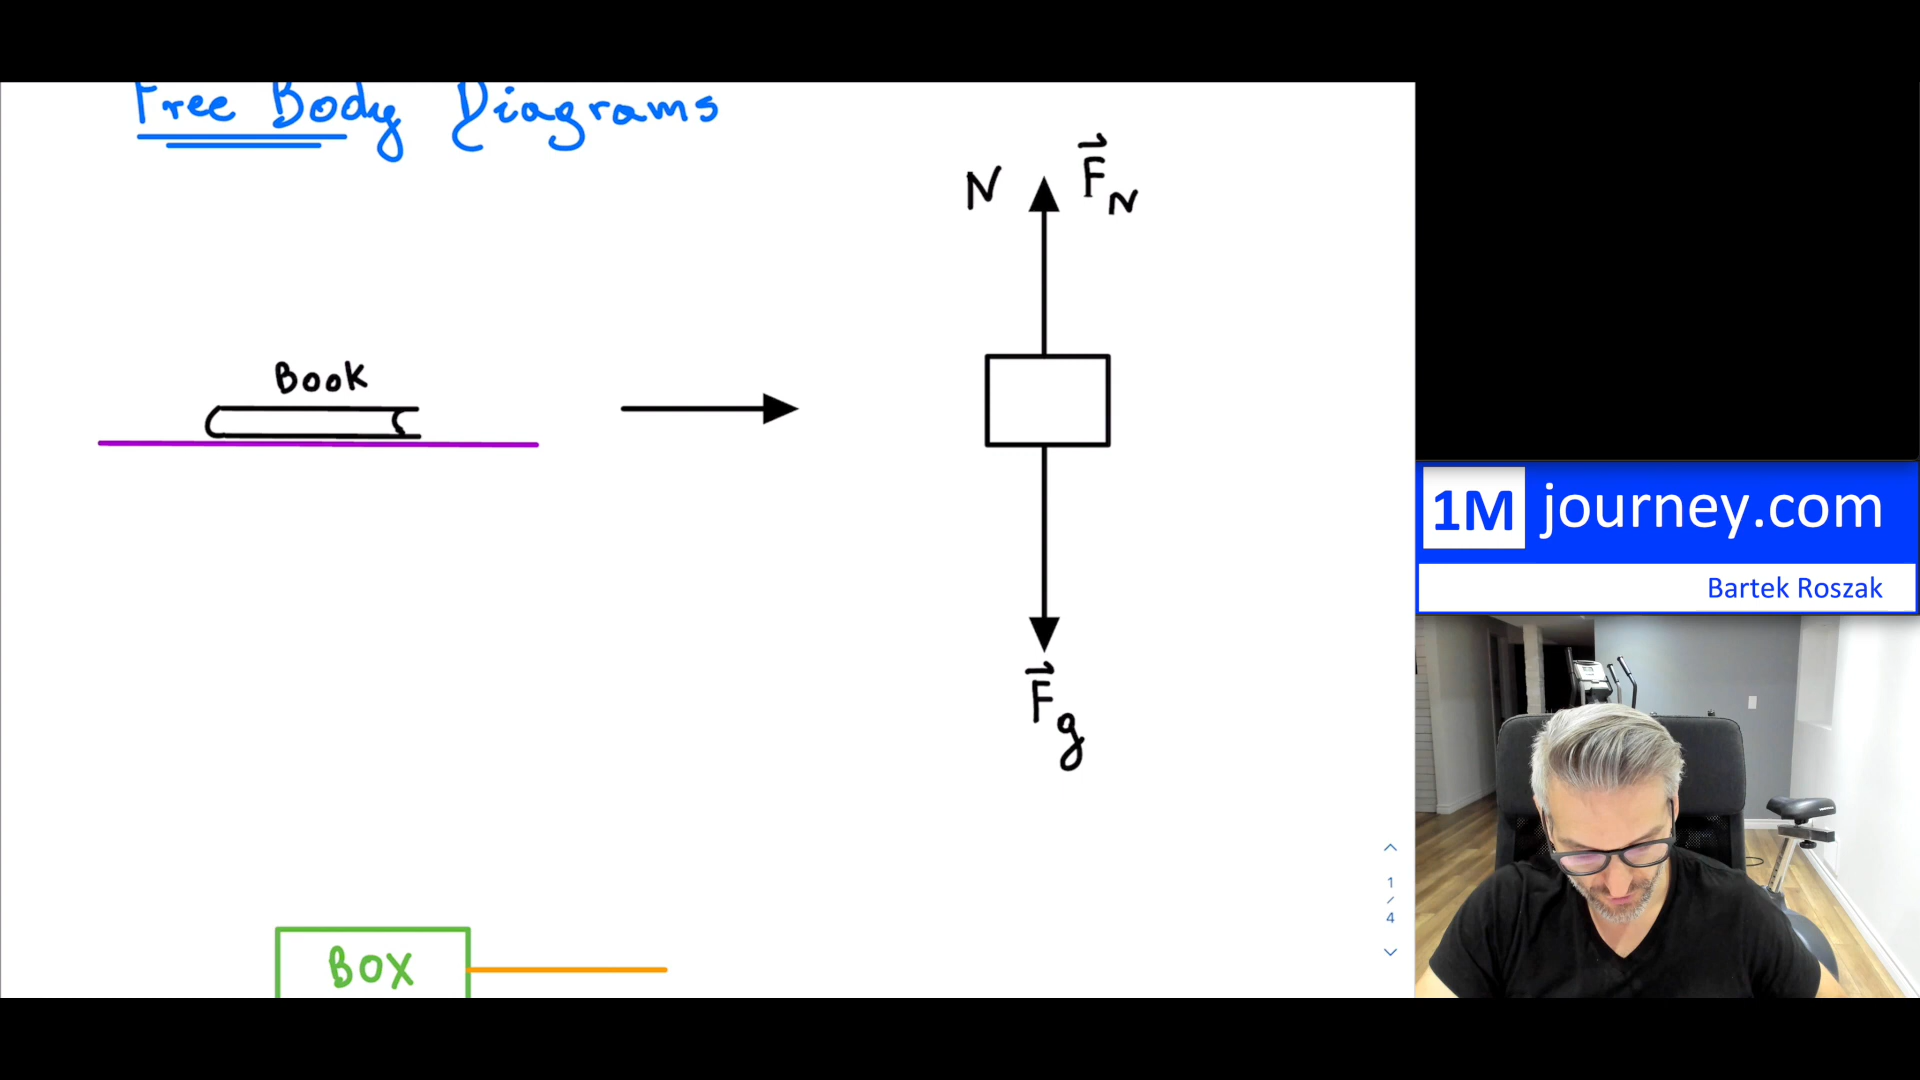 Free Body Diagrams
N F⃗N
Book
F⃗g
BOX
1M journey.com
Bartek Roszak
1
/
4